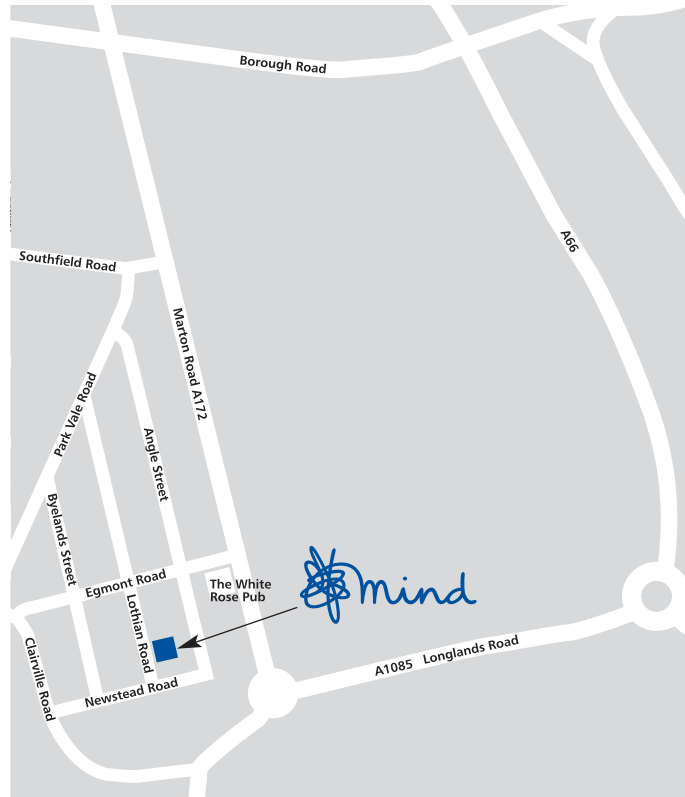 Borough Road
A66
Southfield Road
Marton Road A172
Park Vale Road
Angle Street
Byelands Street
Egmont Road
The White
Rose Pub
mind
Lothian Road
Clairville Road
A1085 Longlands Road
Newstead Road